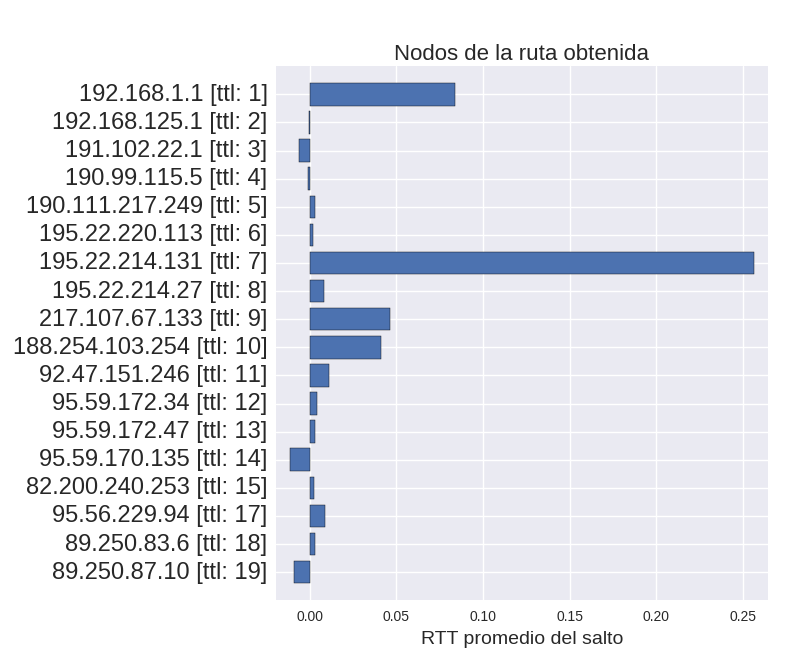 Nodos de la ruta obtenida
192.168.1.1 [ttl: 1]
192.168.125.1 [ttl: 2]
191.102.22.1 [ttl: 3]
190.99.115.5 [ttl: 4]
190.111.217.249 [ttl: 5]
195.22.220.113 [ttl: 6]
195.22.214.131 [ttl: 7]
195.22.214.27 [ttl: 8]
217.107.67.133 [ttl: 9]
188.254.103.254 [ttl: 10]
92.47.151.246 [ttl: 11]
95.59.172.34 [ttl: 12]
95.59.172.47 [ttl: 13]
95.59.170.135 [ttl: 14]
82.200.240.253 [ttl: 15]
95.56.229.94 [ttl: 17]
89.250.83.6 [ttl: 18]
89.250.87.10 [ttl: 19]
0.00 0.05 0.10 0.15 0.20 0.25
RTT promedio del salto